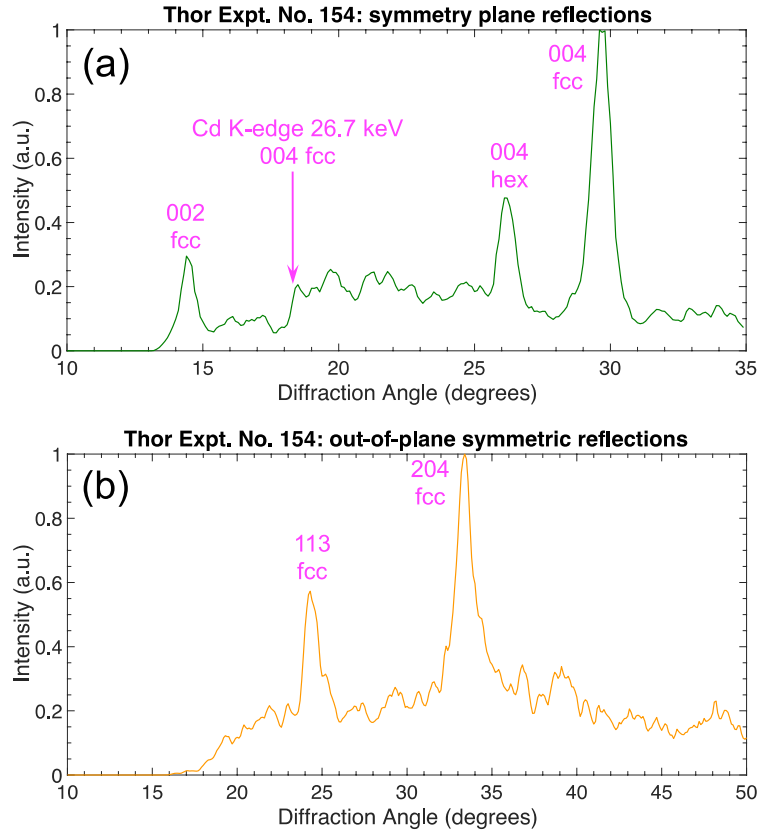 Thor Expt. No. 154: symmetry plane reflections
(a)
004
fcc
Cd K-edge 26.7 keV
004 fcc
004
hex
002
fcc
Intensity (a.u.)
1
0.8
0.6
0.4
0.2
0
10 15 20 25 30 35
Diffraction Angle (degrees)
Thor Expt. No. 154: out-of-plane symmetric reflections
(b)
204
fcc
113
fcc
Intensity (a.u.)
1
0.8
0.6
0.4
0.2
0
10 15 20 25 30 35 40 45 50
Diffraction Angle (degrees)